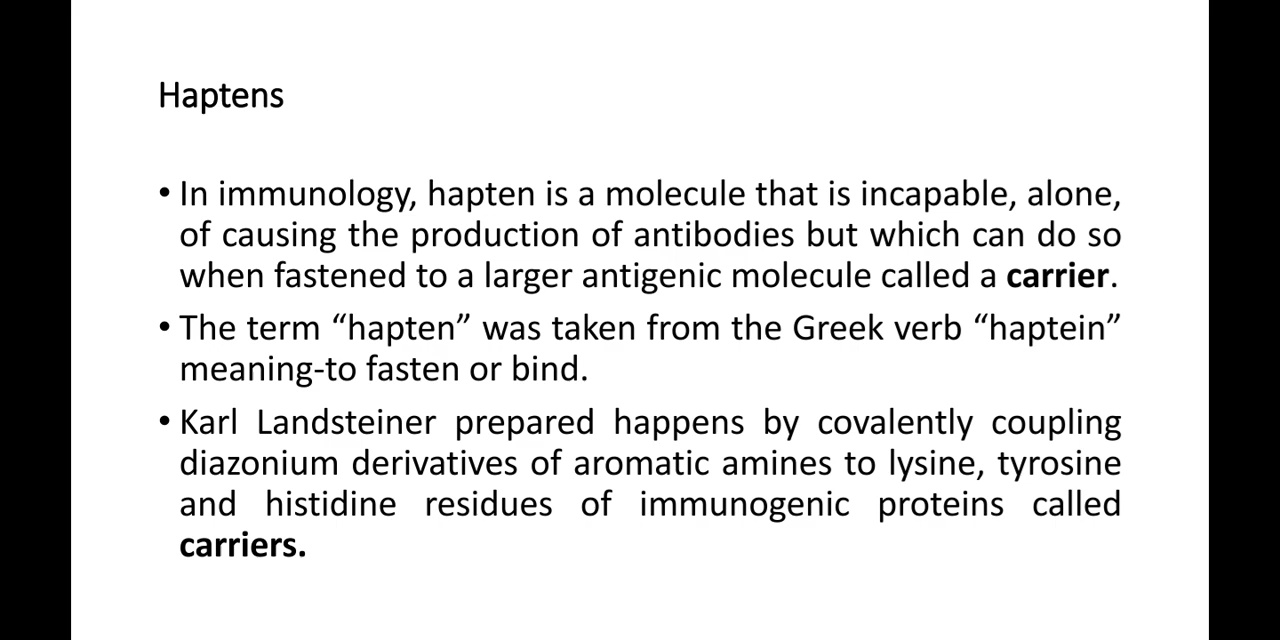 Haptens
• In immunology, hapten is a molecule that is incapable, alone,
of causing the production of antibodies but which can do so
when fastened to a larger antigenic molecule called a carrier.
• The term “hapten” was taken from the Greek verb “haptein”
meaning-to fasten or bind.
• Karl Landsteiner prepared happens by covalently coupling
diazonium derivatives of aromatic amines to lysine, tyrosine
and histidine residues of immunogenic proteins called
carriers.